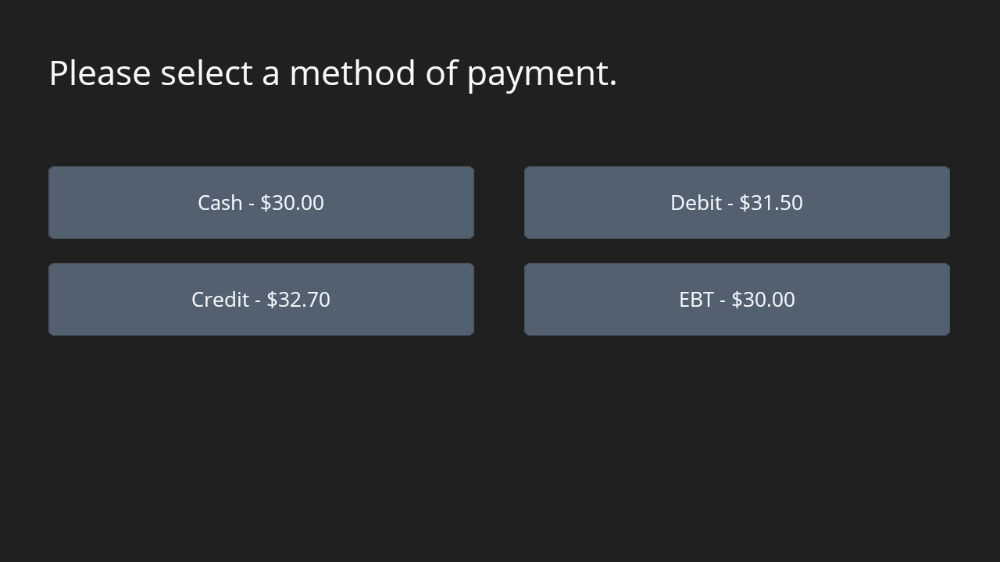 Please select a method of payment.
Cash - $30.00
Debit - $31.50
Credit - $32.70
EBT - $30.00